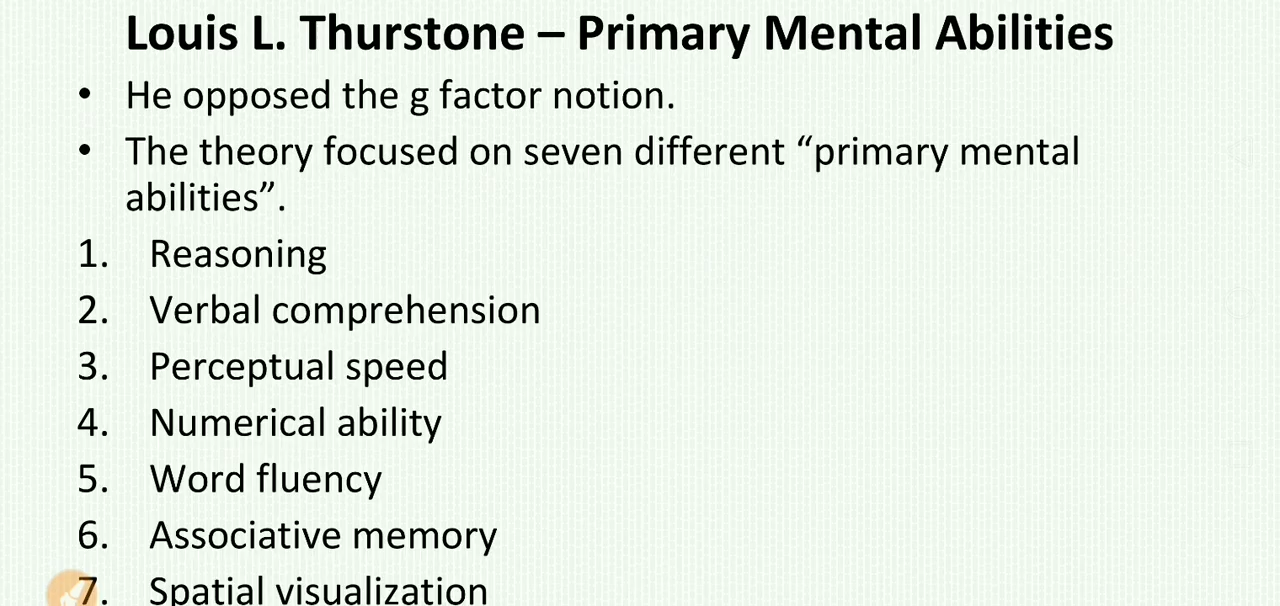 Louis L. Thurstone – Primary Mental Abilities
• He opposed the g factor notion.
• The theory focused on seven different “primary mental
abilities”.
1. Reasoning
2. Verbal comprehension
3. Perceptual speed
4. Numerical ability
5. Word fluency
6. Associative memory
7. Spatial visualization